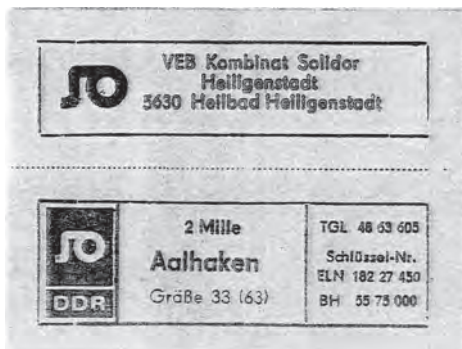 VEB Kombinat Solidor
Heiligenstadt
5630 Heilbad Heiligenstadt
SO
DDR
2 Mille
Aalhaken
Größe 33 (63)
TGL 48 63 605
Schlüssel-Nr.
ELN 182 27 450
BH 55 75 000